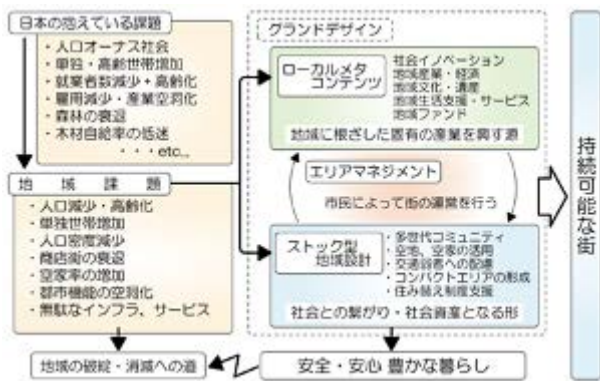 日本の抱えている課題
・人口オーナス社会
・単独・高齢世帯増加
・就業者数減少+高齢化
・雇用減少・産業空洞化
・森林の衰退
・木材自給率の低迷
・・・etc...
地域課題
・人口減少・高齢化
・単独世帯増加
・人口密度減少
・商店街の衰退
・空家率の増加
・都市機能の空洞化
・無駄なインフラ、サービス
地域の破綻・消滅への道
グランドデザイン
ローカルメタ
コンテンツ
社会イノベーション
地域産業・経済
地域文化・遺産
地域生活支援・サービス
地域ファンド
地域に根ざした固有の産業を興す源
エリアマネジメント
市民によって街の運営を行う
ストック型
地域設計
・多世代コミュニティ
・空地、空家の活用
・交通弱者への配慮
・コンパクトエリアの形成
・住み替え制度支援
社会との繋がり・社会資産となる形
安全・安心 豊かな暮らし
持続可能な街